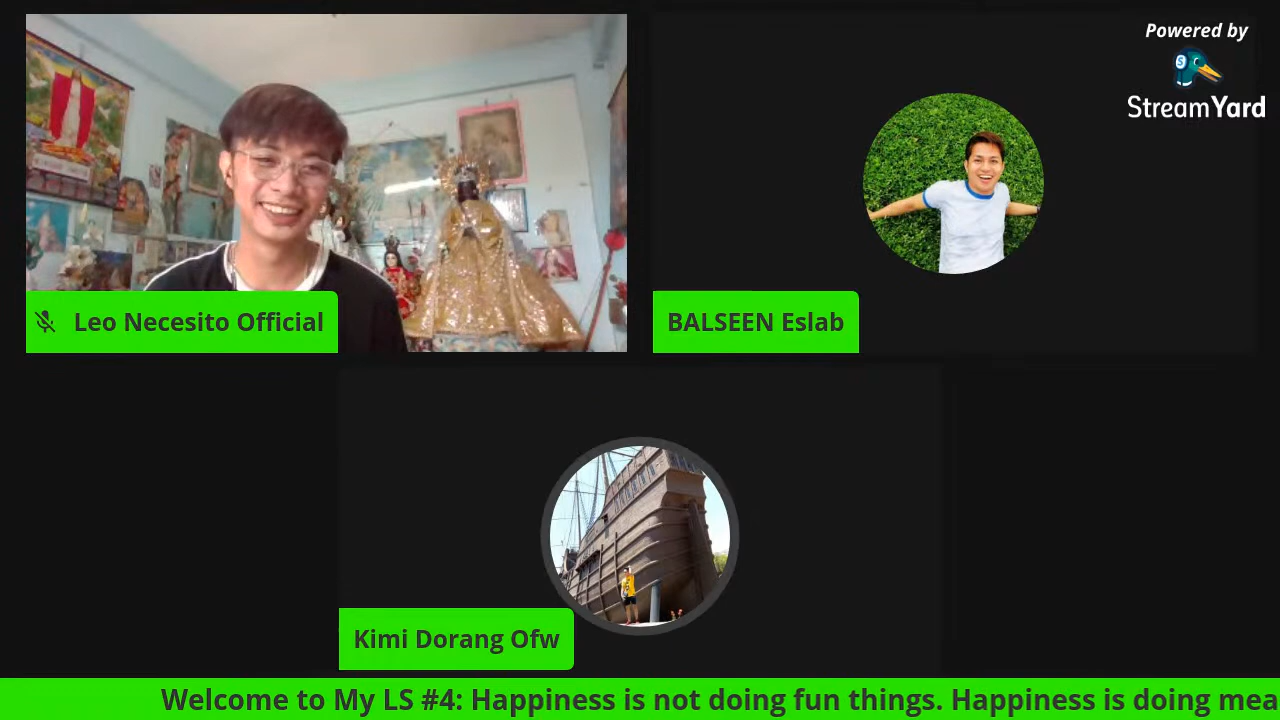 Powered by
StreamYard
Leo Necesito Official
BALSEEN Eslab
Kimi Dorang Ofw
Welcome to My LS #4: Happiness is not doing fun things. Happiness is doing mea